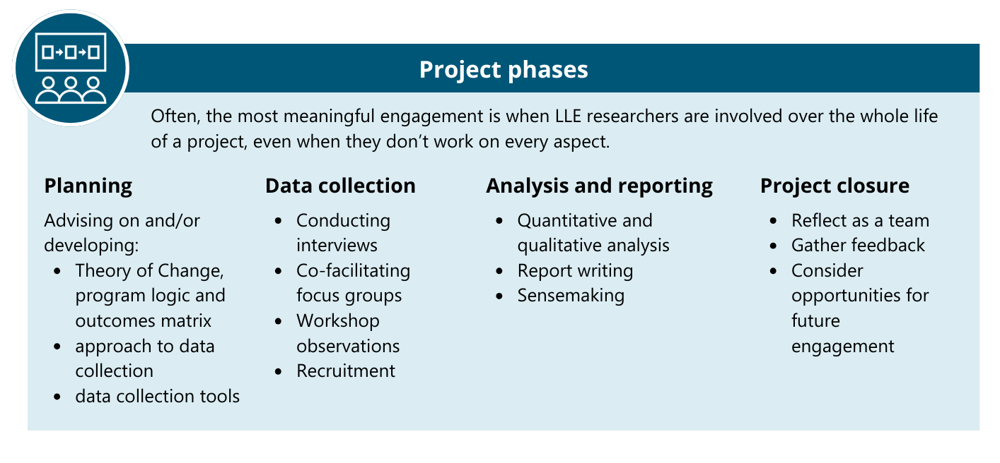 Project phases
Often, the most meaningful engagement is when LLE researchers are involved over the whole life
of a project, even when they don’t work on every aspect.
Planning
Advising on and/or
developing:
• Theory of Change,
program logic and
outcomes matrix
• approach to data
collection
• data collection tools
Data collection
• Conducting
interviews
• Co-facilitating
focus groups
• Workshop
observations
• Recruitment
Analysis and reporting
• Quantitative and
qualitative analysis
• Report writing
• Sensemaking
Project closure
• Reflect as a team
• Gather feedback
• Consider
opportunities for
future
engagement